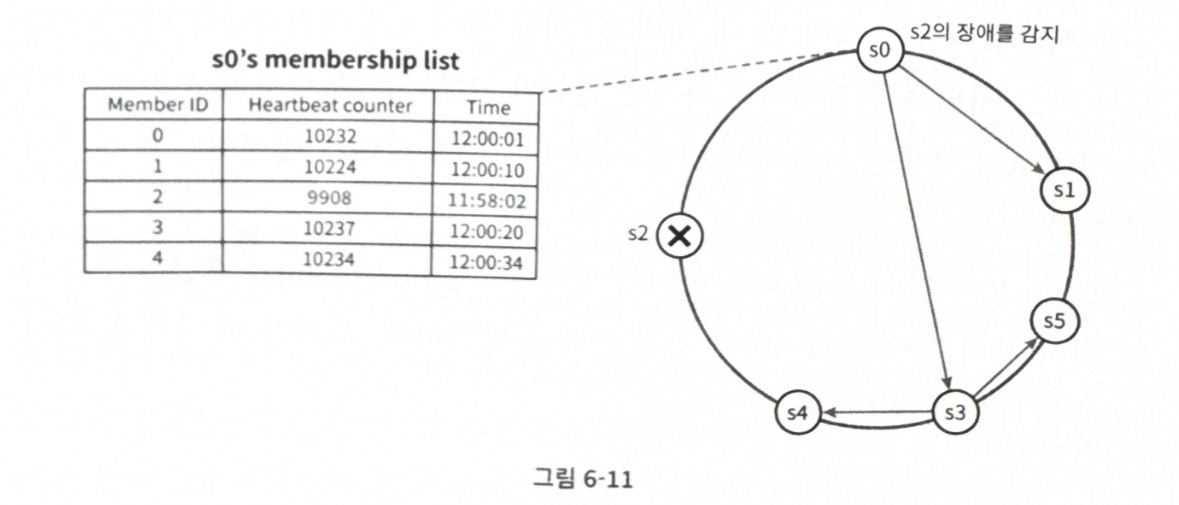 s0's membership list
Member ID Heartbeat counter Time
0 10232 12:00:01
1 10224 12:00:10
2 9908 11:58:02
3 10237 12:00:20
4 10234 12:00:34
s0
s2의 장애를 감지
s1
s2
s5
s4
s3
그림 6-11